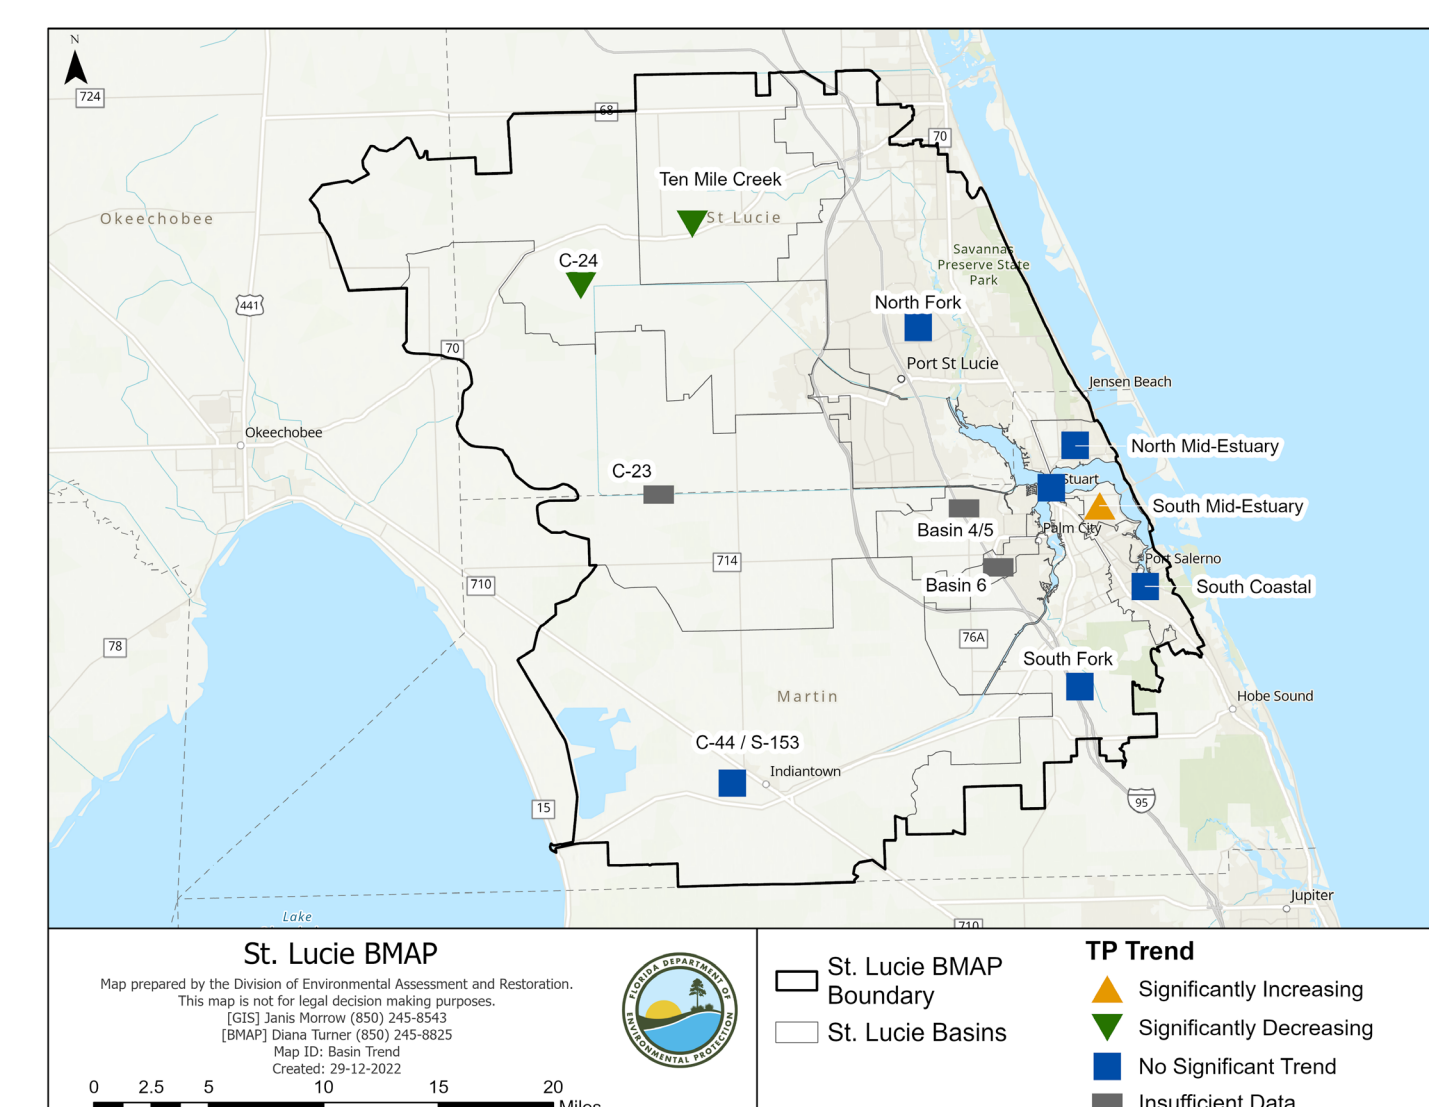 N
724
68
70
Ten Mile Creek
Okeechobee
St Lucie
C-24
Savannas
Preserve State
Park
441
North Fork
70
Port St Lucie
Jensen Beach
Okeechobee
North Mid-Estuary
C-23
Stuart
South Mid-Estuary
Basin 4/5
Palm City
714
Port Salerno
710
Basin 6
South Coastal
76A
78
South Fork
Martin
Hobe Sound
C-44 / S-153
Indiantown
15
95
Jupiter
Lake
710
St. Lucie BMAP
Map prepared by the Division of Environmental Assessment and Restoration.
This map is not for legal decision making purposes.
[GIS] Janis Morrow (850) 245-8543
[BMAP] Diana Turner (850) 245-8825
Map ID: Basin Trend
Created: 29-12-2022
0 2.5 5 10 15 20
Miles
FLORIDA DEPARTMENT OF
ENVIRONMENTAL PROTECTION
St. Lucie BMAP
Boundary
St. Lucie Basins
TP Trend
Significantly Increasing
Significantly Decreasing
No Significant Trend
Insufficient Data